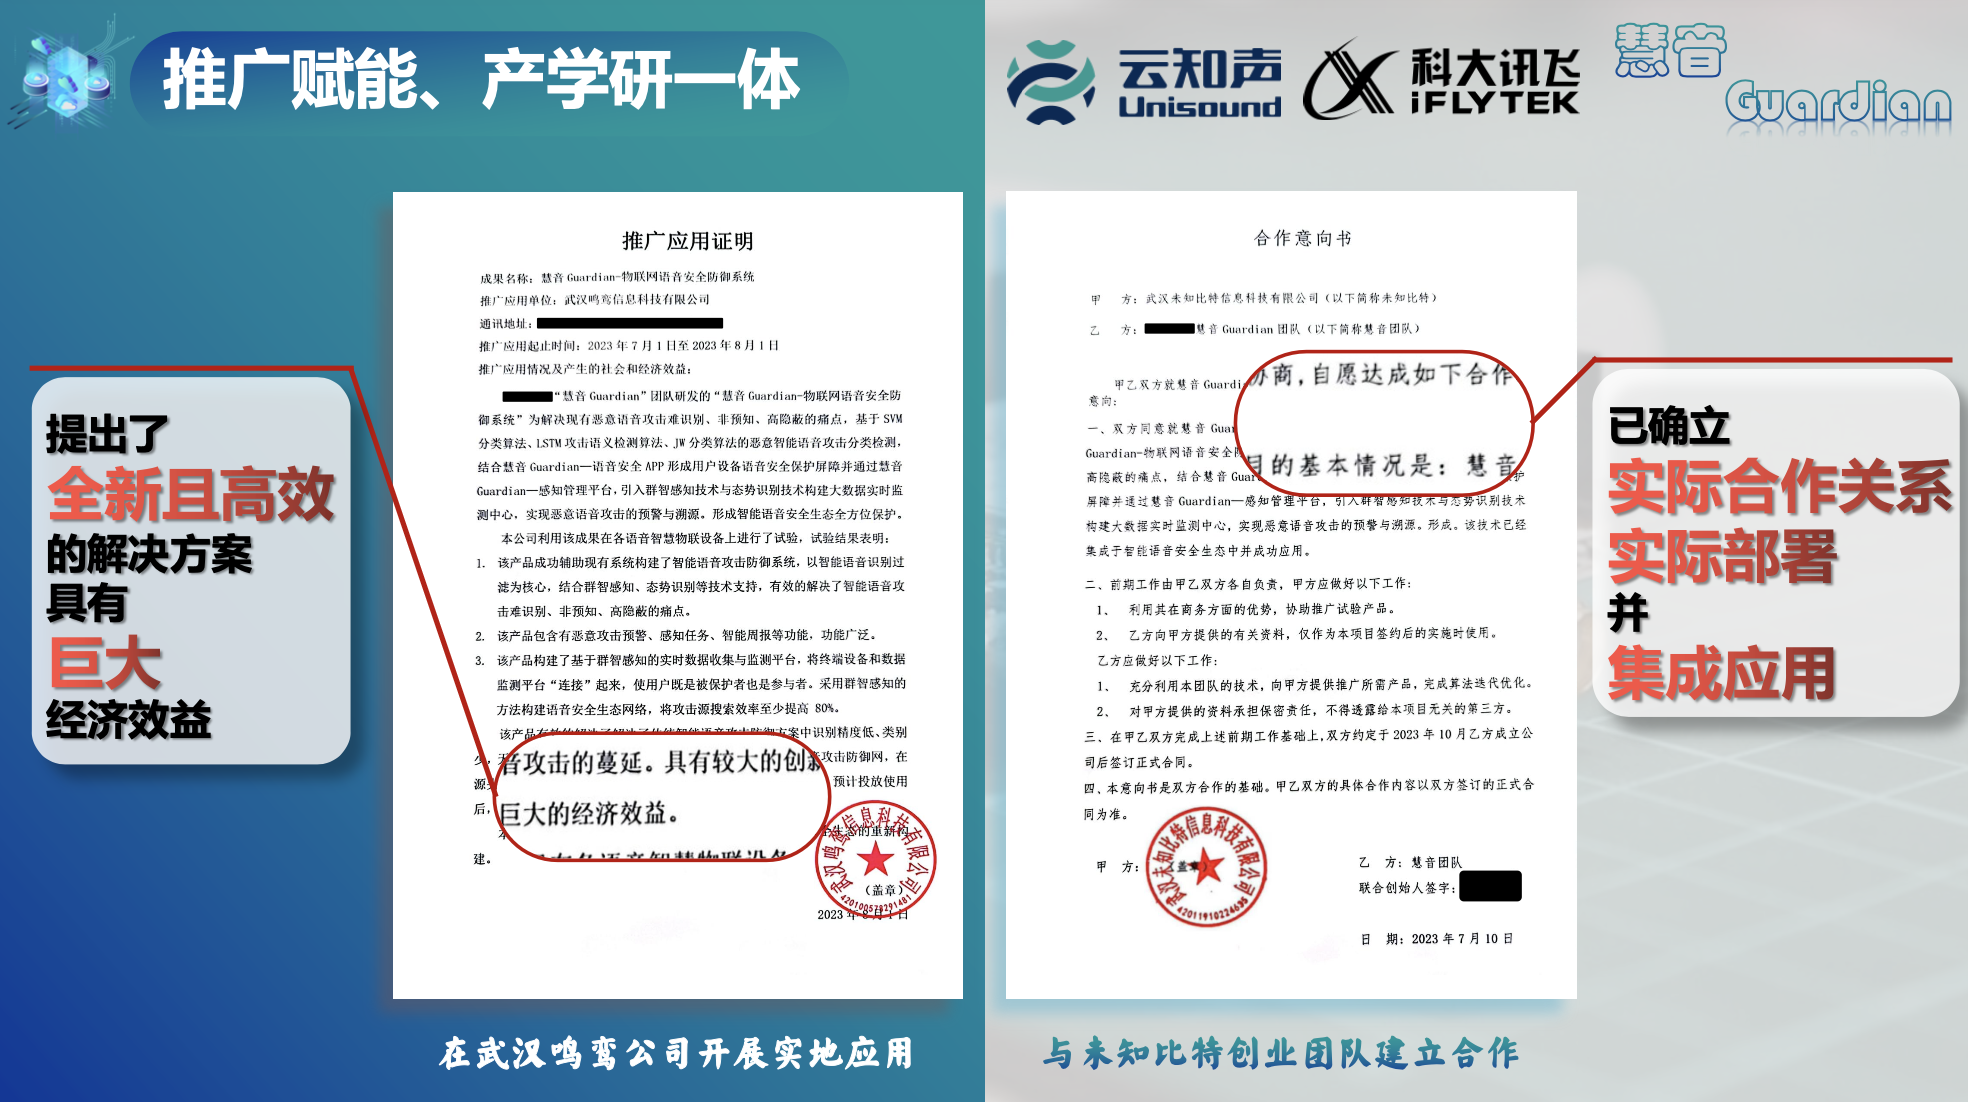 推广赋能、产学研一体
云知声
Unisound
科大讯飞
iFLYTEK
慧音
Guardian
提出了
全新且高效
的解决方案
具有
巨大
经济效益
推广应用证明
成果名称：慧音 Guardian-物联网语音安全防御系统
推广应用单位：武汉鸣鸾信息科技有限公司
通讯地址：
推广应用起止时间：2023 年 7 月 1 日至 2023 年 8 月 1 日
推广应用情况及产生的社会和经济效益：
“慧音 Guardian”团队研发的“慧音 Guardian-物联网语音安全防
御系统”为解决现有恶意语音攻击难识别、非预知、高隐蔽的痛点，基于 SVM
分类算法、LSTM 攻击语义检测算法、JW 分类算法的恶意智能语音攻击分类检测，
结合慧音 Guardian—语音安全 APP 形成用户设备语音安全保护屏障并通过慧音
Guardian—感知管理平台，引入群智感知技术与态势识别技术构建大数据实时监
测中心，实现恶意语音攻击的预警与溯源。形成智能语音安全生态全方位保护。
本公司利用该成果在各语音智慧物联设备上进行了试验，试验结果表明：
1. 该产品成功辅助现有系统构建了智能语音攻击防御系统，以智能语音识别过
滤为核心，结合群智感知、态势识别等技术支持，有效的解决了智能语音攻
击难识别、非预知、高隐蔽的痛点。
2. 该产品包含有恶意攻击预警、感知任务、智能周报等功能，功能广泛。
3. 该产品构建了基于群智感知的实时数据收集与监测平台，将终端设备和数据
监测平台“连接”起来，使用户既是被保护者也是参与者。采用群智感知的
方法构建语音安全生态网络，将攻击源搜索效率至少提高 80%。
该产品有效的解决了解决了传统智能语音攻击防御方案中识别精度低、类别
少，
音攻击的蔓延。具有较大的创新
音攻击防御网，在
源
预计投放使用
后，
巨大的经济效益。
全生态的重新构
建。
武汉鸣鸾信息科技有限公司
（盖章）
420100578291481
2023 年 8 月 1 日
在武汉鸣鸾公司开展实地应用
合作意向书
甲 方：武汉未知比特信息科技有限公司（以下简称未知比特）
乙 方：慧音 Guardian 团队（以下简称慧音团队）
甲乙双方就慧音 Guardi
协商,自愿达成如下合作
意向：
一、双方同意就慧音 Guar
Guardian-物联网语音安全防
目的基本情况是：慧音
高隐蔽的痛点，结合慧音 Guar 护
屏障并通过慧音 Guardian—感知管理平台，引入群智感知技术与态势识别技术
构建大数据实时监测中心，实现恶意语音攻击的预警与溯源。形成。该技术已经
集成于智能语音安全生态中并成功应用。
二、前期工作由甲乙双方各自负责，甲方应做好以下工作：
1、 利用其在商务方面的优势，协助推广试验产品。
2、 乙方向甲方提供的有关资料，仅作为本项目签约后的实施时使用。
乙方应做好以下工作：
1、 充分利用本团队的技术，向甲方提供推广所需产品，完成算法迭代优化。
2、 对甲方提供的资料承担保密责任，不得透露给本项目无关的第三方。
三、在甲乙双方完成上述前期工作基础上,双方约定于 2023 年 10 月乙方成立公
司后签订正式合同。
四、本意向书是双方合作的基础。甲乙双方的具体合作内容以双方签订的正式合
同为准。
甲 方：（盖章）
武汉未知比特信息科技有限公司
42011910224635
乙 方：慧音团队
联合创始人签字：
日 期：2023 年 7 月 10 日
与未知比特创业团队建立合作
已确立
实际合作关系
实际部署
并
集成应用